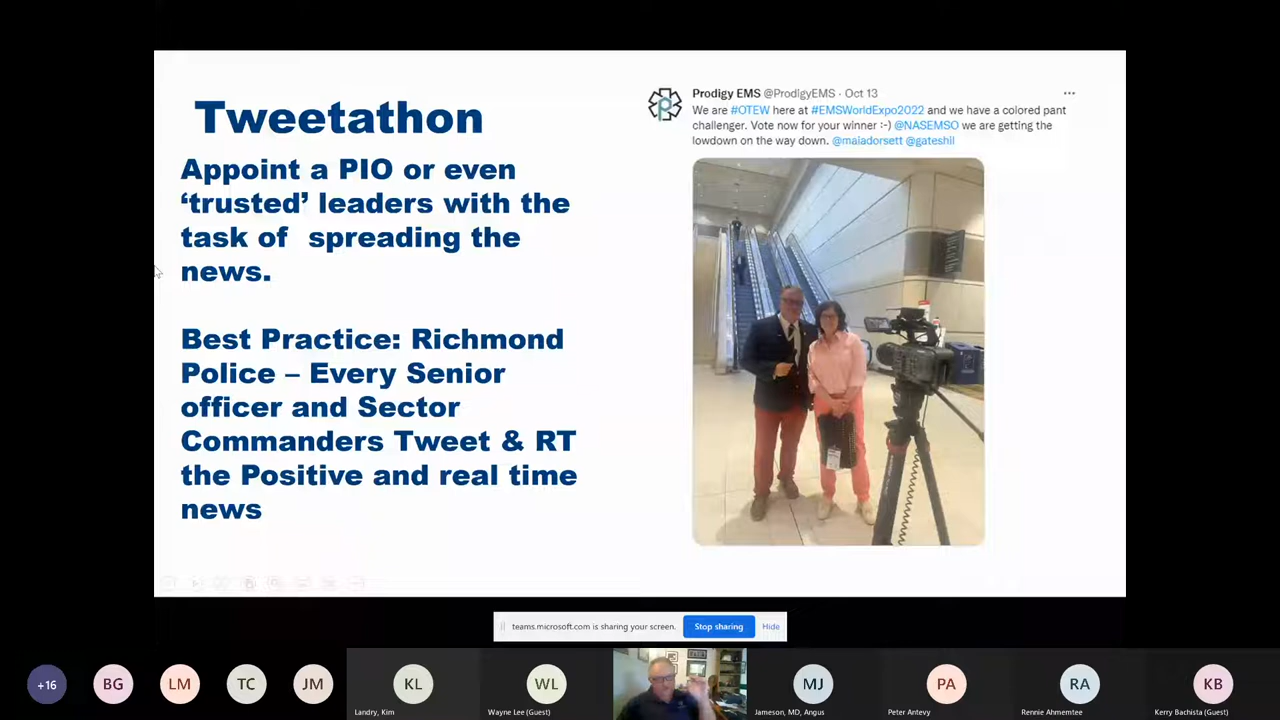 Tweetathon
Appoint a PIO or even
‘trusted’ leaders with the
task of spreading the
news.
Best Practice: Richmond
Police – Every Senior
officer and Sector
Commanders Tweet & RT
the Positive and real time
news
Prodigy EMS @ProdigyEMS · Oct 13
We are #OTEW here at #EMSWorldExpo2022 and we have a colored pant
challenger. Vote now for your winner :-) @NASEMSO we are getting the
lowdown on the way down. @maiadorsett @gateshil
teams.microsoft.com is sharing your screen.
Stop sharing
Hide
+16
BG
LM
TC
JM
KL
Landry, Kim
WL
Wayne Lee (Guest)
MJ
Jameson, MD, Angus
PA
Peter Antevy
RA
Rennie Ahmemtee
KB
Kerry Bachista (Guest)